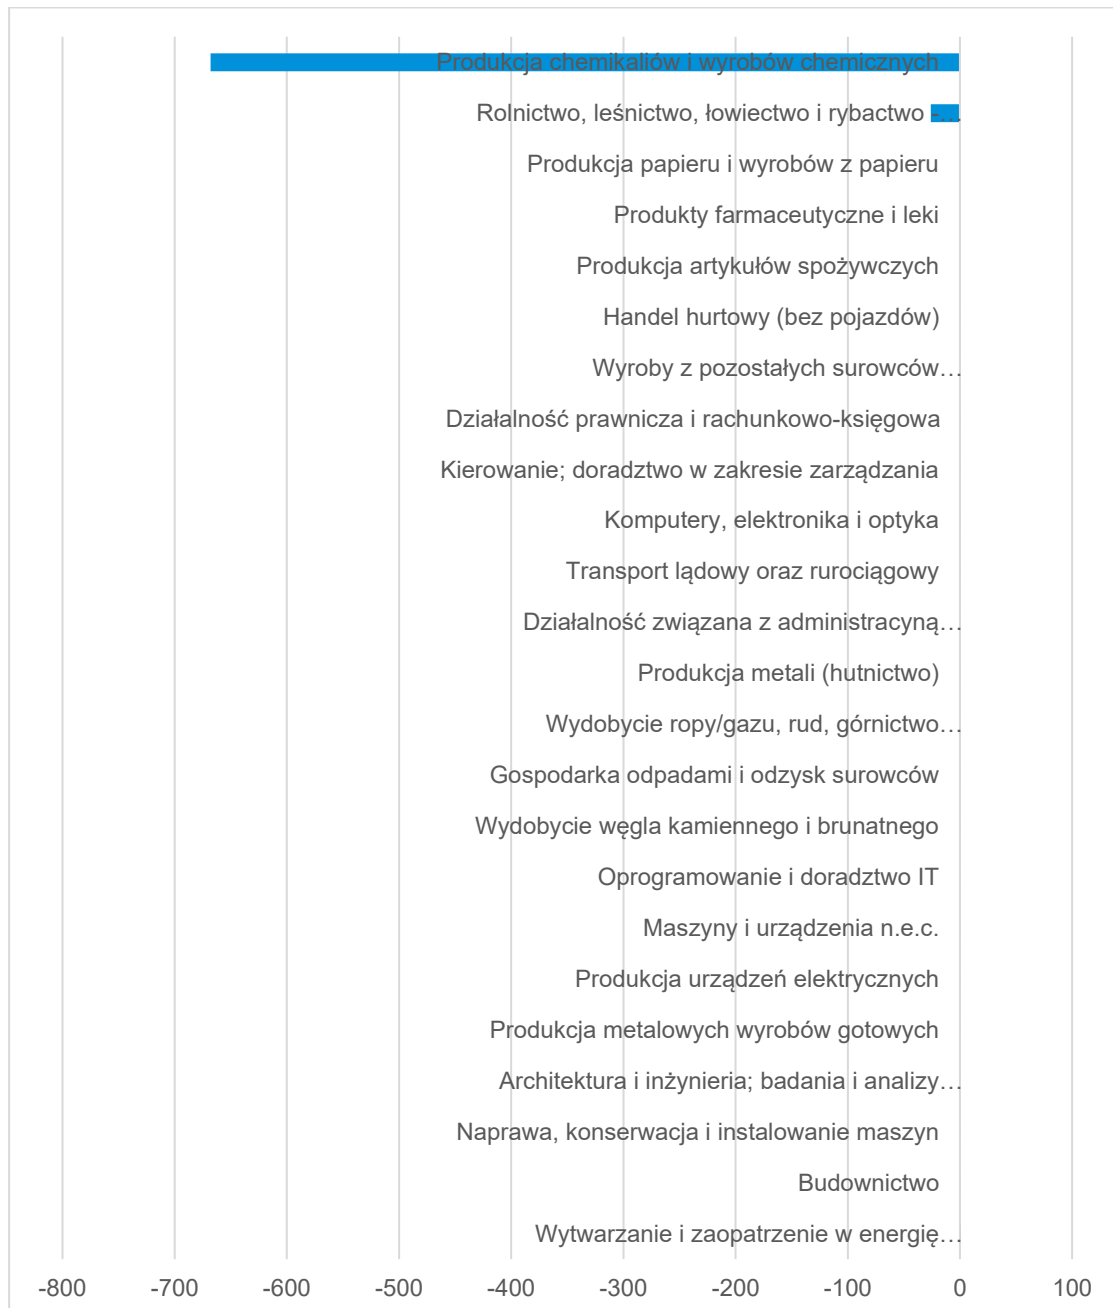 Produkcja chemikaliów i wyrobów chemicznych
Rolnictwo, leśnictwo, łowiectwo i rybactwo -…
Produkcja papieru i wyrobów z papieru
Produkty farmaceutyczne i leki
Produkcja artykułów spożywczych
Handel hurtowy (bez pojazdów)
Wyroby z pozostałych surowców…
Działalność prawnicza i rachunkowo-księgowa
Kierowanie; doradztwo w zakresie zarządzania
Komputery, elektronika i optyka
Transport lądowy oraz rurociągowy
Działalność związana z administracyną…
Produkcja metali (hutnictwo)
Wydobycie ropy/gazu, rud, górnictwo…
Gospodarka odpadami i odzysk surowców
Wydobycie węgla kamiennego i brunatnego
Oprogramowanie i doradztwo IT
Maszyny i urządzenia n.e.c.
Produkcja urządzeń elektrycznych
Produkcja metalowych wyrobów gotowych
Architektura i inżynieria; badania i analizy…
Naprawa, konserwacja i instalowanie maszyn
Budownictwo
Wytwarzanie i zaopatrzenie w energię…
-800 -700 -600 -500 -400 -300 -200 -100 0 100